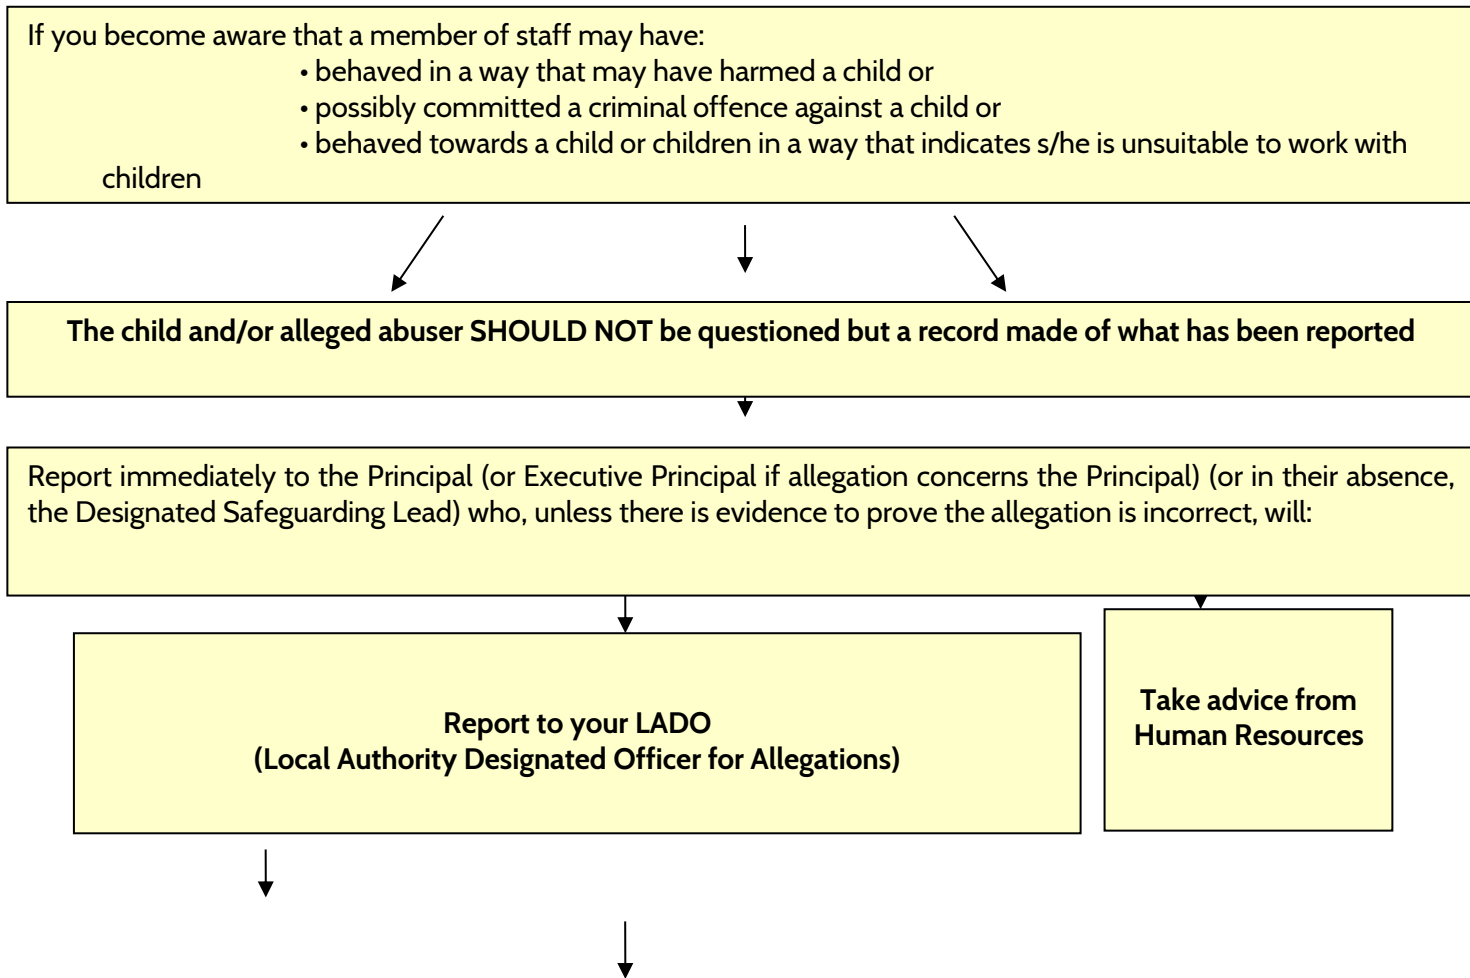 If you become aware that a member of staff may have:
• behaved in a way that may have harmed a child or
• possibly committed a criminal offence against a child or
• behaved towards a child or children in a way that indicates s/he is unsuitable to work with
children
The child and/or alleged abuser SHOULD NOT be questioned but a record made of what has been reported
Report immediately to the Principal (or Executive Principal if allegation concerns the Principal) (or in their absence,
the Designated Safeguarding Lead) who, unless there is evidence to prove the allegation is incorrect, will:
Report to your LADO
(Local Authority Designated Officer for Allegations)
Take advice from
Human Resources